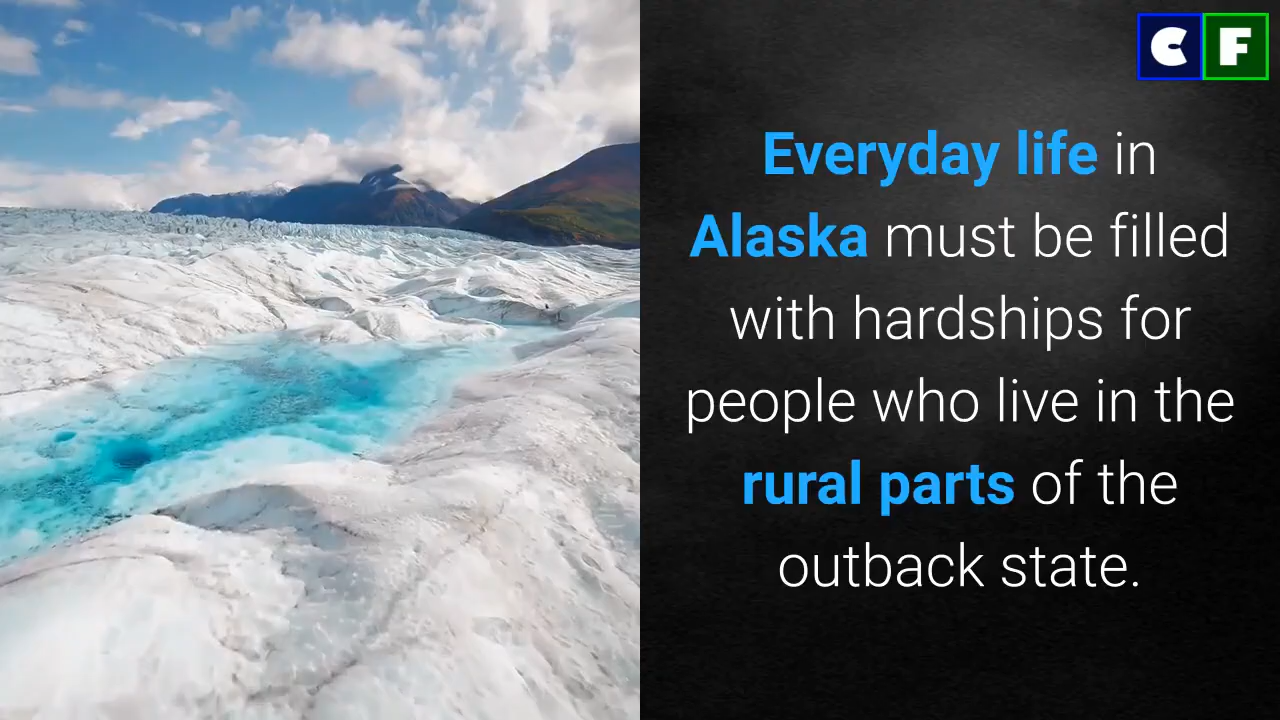 C F
Everyday life in
Alaska must be filled
with hardships for
people who live in the
rural parts of the
outback state.